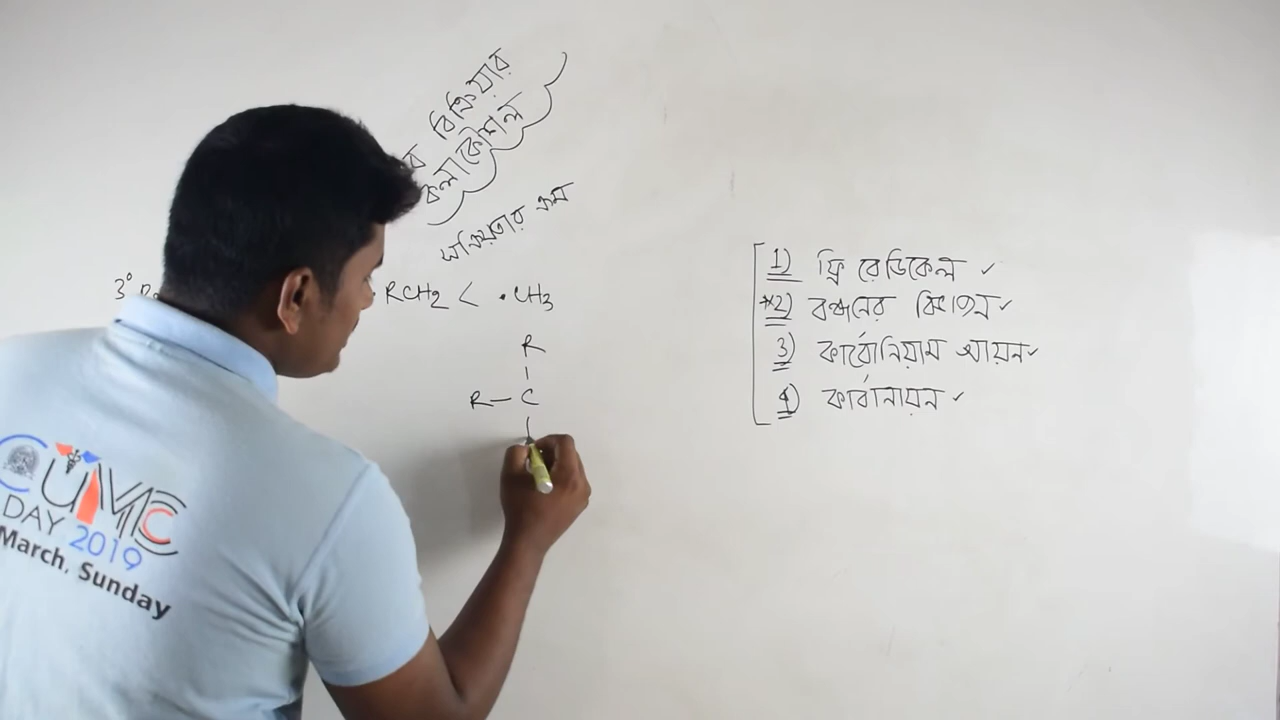 র বিক্রিয়ার
কলাকৌশল
সক্রিয়তার ক্রম
3°
RCH2 < •CH3
R
R — C
1) ফ্রি রেডিকেল ✓
*2) বন্ধনের বিভাজন ✓
3) কার্বোনিয়াম আয়ন ✓
4) কার্বানায়ন ✓
CUMC
DAY 2019
March, Sunday